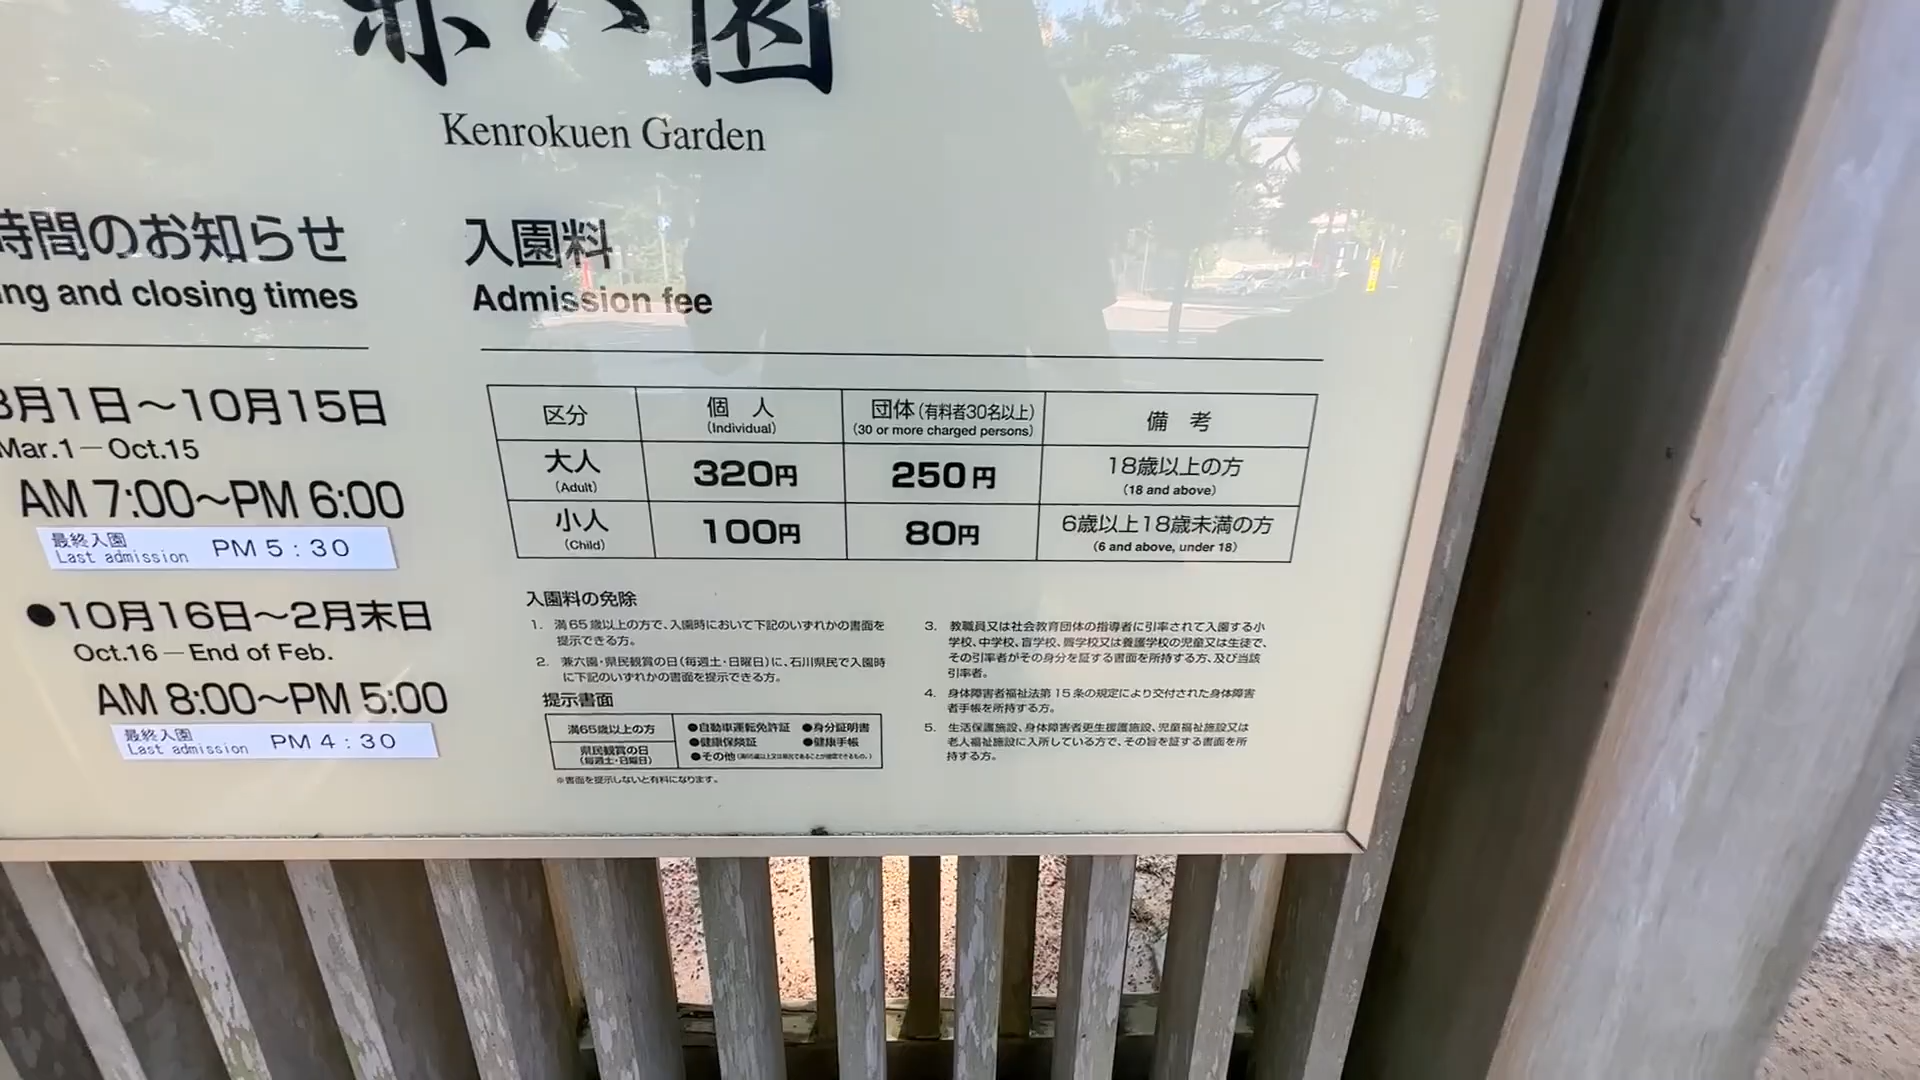 兼六園
Kenrokuen Garden
時間のお知らせ
ing and closing times
3月1日～10月15日
Mar.1－Oct.15
AM 7:00～PM 6:00
最終入園
Last admission PM 5:30
●10月16日～2月末日
Oct.16－End of Feb.
AM 8:00～PM 5:00
最終入園
Last admission PM 4:30
入園料
Admission fee
区分 個人 (Individual) 団体(有料者30名以上) (30 or more charged persons) 備考
大人 (Adult) 320円 250円 18歳以上の方 (18 and above)
小人 (Child) 100円 80円 6歳以上18歳未満の方 (6 and above, under 18)
入園料の免除
1. 満65歳以上の方で、入園時において下記のいずれかの書面を
提示できる方。
2. 兼六園・県民観賞の日(毎週土・日曜日)に、石川県民で入園時
に下記のいずれかの書面を提示できる方。
提示書面
満65歳以上の方
県民観賞の日
(毎週土・日曜日)
●自動車運転免許証 ●身分証明書
●健康保険証 ●健康手帳
●その他
※書面を提示しないと有料になります。
3. 教職員又は社会教育団体の指導者に引率されて入園する小
学校、中学校、盲学校、聾学校又は養護学校の児童又は生徒で、
その引率者がその身分を証する書面を所持する方、及び当該
引率者。
4. 身体障害者福祉法第15条の規定により交付された身体障害
者手帳を所持する方。
5. 生活保護施設、身体障害者更生援護施設、児童福祉施設又は
老人福祉施設に入所している方で、その旨を証する書面を所
持する方。